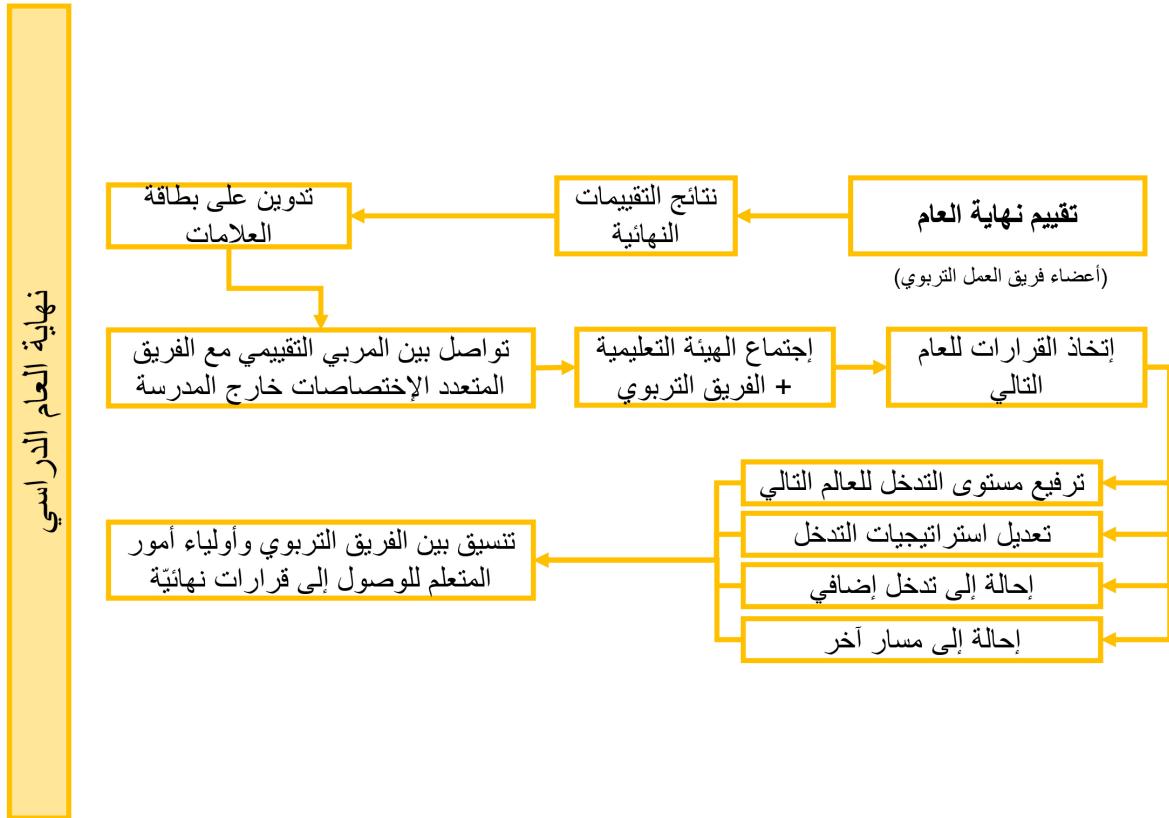 نهاية العام الدراسي
تقييم نهاية العام
(أعضاء فريق العمل التربوي)
نتائج التقييمات
النهائية
تدوين على بطاقة
العلامات
تواصل بين المربي التقييمي مع الفريق
المتعدد الإختصاصات خارج المدرسة
إجتماع الهيئة التعليمية
+ الفريق التربوي
إتخاذ القرارات للعام
التالي
ترفيع مستوى التدخل للعالم التالي
تعديل استراتيجيات التدخل
إحالة إلى تدخل إضافي
إحالة إلى مسار آخر
تنسيق بين الفريق التربوي وأولياء أمور
المتعلم للوصول إلى قرارات نهائيّة